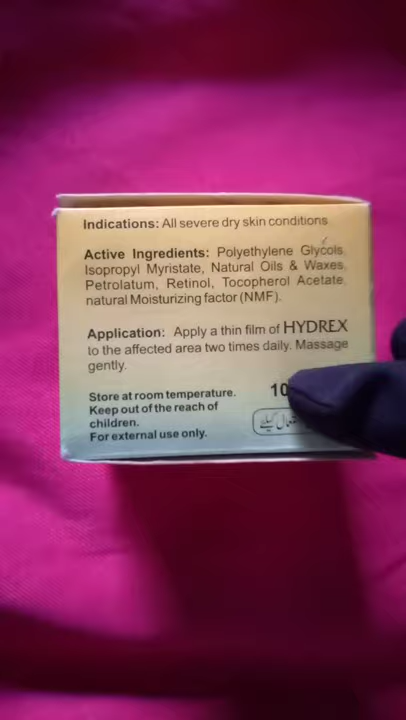 Indications: All severe dry skin conditions
Active Ingredients: Polyethylene Glycols,
Isopropyl Myristate, Natural Oils & Waxes,
Petrolatum, Retinol, Tocopherol Acetate,
natural Moisturizing factor (NMF).
Application: Apply a thin film of HYDREX
to the affected area two times daily. Massage
gently.
Store at room temperature.
Keep out of the reach of
children.
For external use only.
10
کیلئے